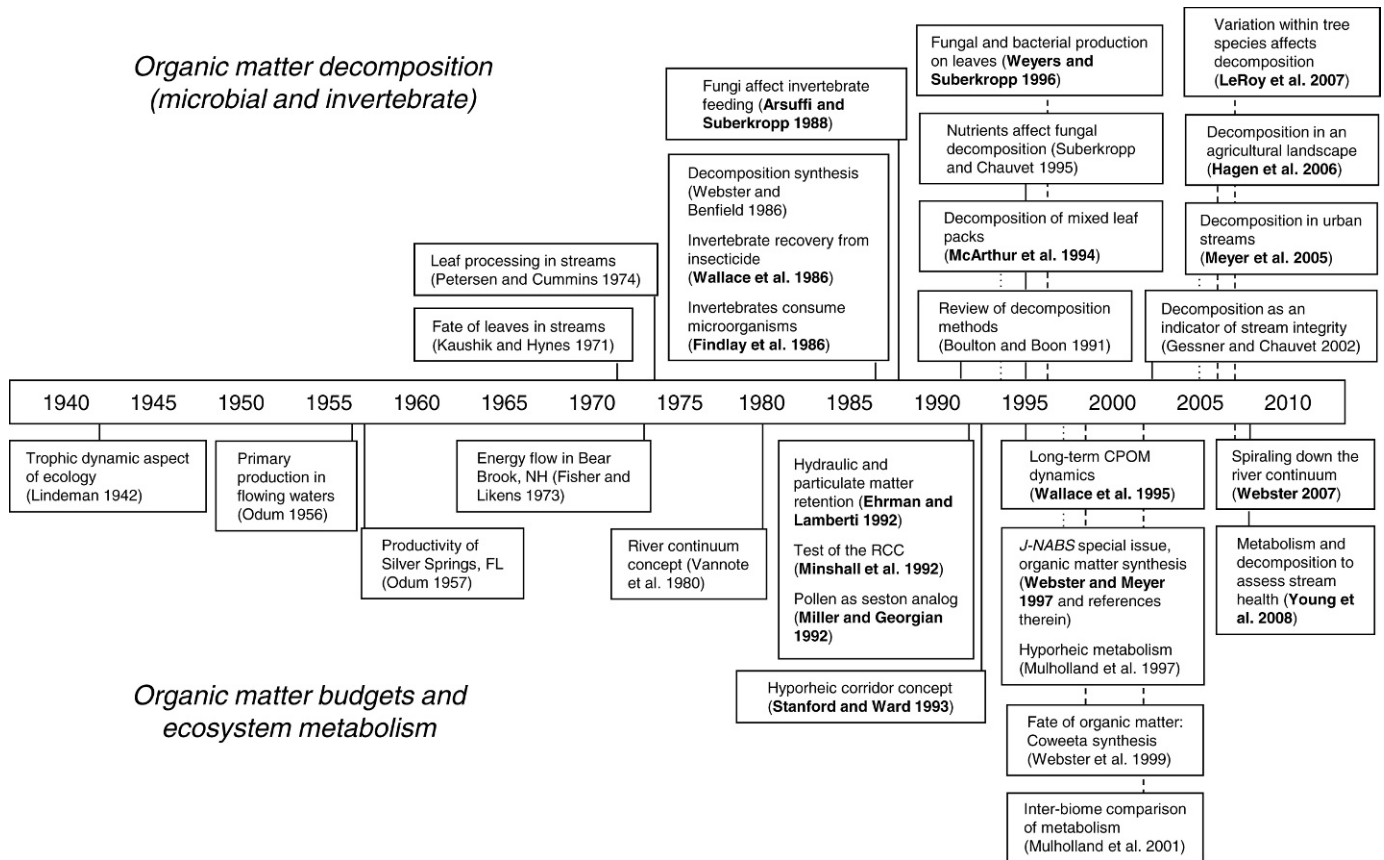 Organic matter decomposition
(microbial and invertebrate)
Fungi affect invertebrate
feeding (Arsuffi and
Suberkropp 1988)
Decomposition synthesis
(Webster and
Benfield 1986)
Invertebrate recovery from
insecticide
(Wallace et al. 1986)
Invertebrates consume
microorganisms
(Findlay et al. 1986)
Leaf processing in streams
(Petersen and Cummins 1974)
Fate of leaves in streams
(Kaushik and Hynes 1971)
Fungal and bacterial production
on leaves (Weyers and
Suberkropp 1996)
Nutrients affect fungal
decomposition (Suberkropp
and Chauvet 1995)
Decomposition of mixed leaf
packs
(McArthur et al. 1994)
Review of decomposition
methods
(Boulton and Boon 1991)
Variation within tree
species affects
decomposition
(LeRoy et al. 2007)
Decomposition in an
agricultural landscape
(Hagen et al. 2006)
Decomposition in urban
streams
(Meyer et al. 2005)
Decomposition as an
indicator of stream integrity
(Gessner and Chauvet 2002)
1940 1945 1950 1955 1960 1965 1970 1975 1980 1985 1990 1995 2000 2005 2010
Trophic dynamic aspect
of ecology
(Lindeman 1942)
Primary
production in
flowing waters
(Odum 1956)
Productivity of
Silver Springs, FL
(Odum 1957)
Energy flow in Bear
Brook, NH (Fisher and
Likens 1973)
River continuum
concept (Vannote
et al. 1980)
Hydraulic and
particulate matter
retention (Ehrman and
Lamberti 1992)
Test of the RCC
(Minshall et al. 1992)
Pollen as seston analog
(Miller and Georgian
1992)
Hyporheic corridor concept
(Stanford and Ward 1993)
Long-term CPOM
dynamics
(Wallace et al. 1995)
J-NABS special issue,
organic matter synthesis
(Webster and Meyer
1997 and references
therein)
Hyporheic metabolism
(Mulholland et al. 1997)
Fate of organic matter:
Coweeta synthesis
(Webster et al. 1999)
Inter-biome comparison
of metabolism
(Mulholland et al. 2001)
Spiraling down the
river continuum
(Webster 2007)
Metabolism and
decomposition to
assess stream
health (Young et
al. 2008)
Organic matter budgets and
ecosystem metabolism